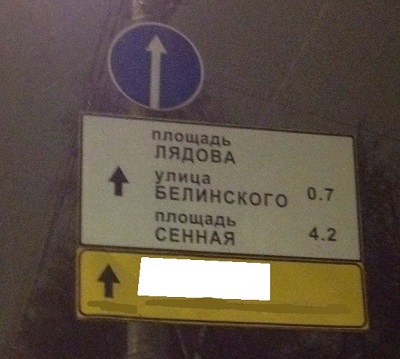 площадь
ЛЯДОВА
улица
БЕЛИНСКОГО 0.7
площадь
СЕННАЯ 4.2